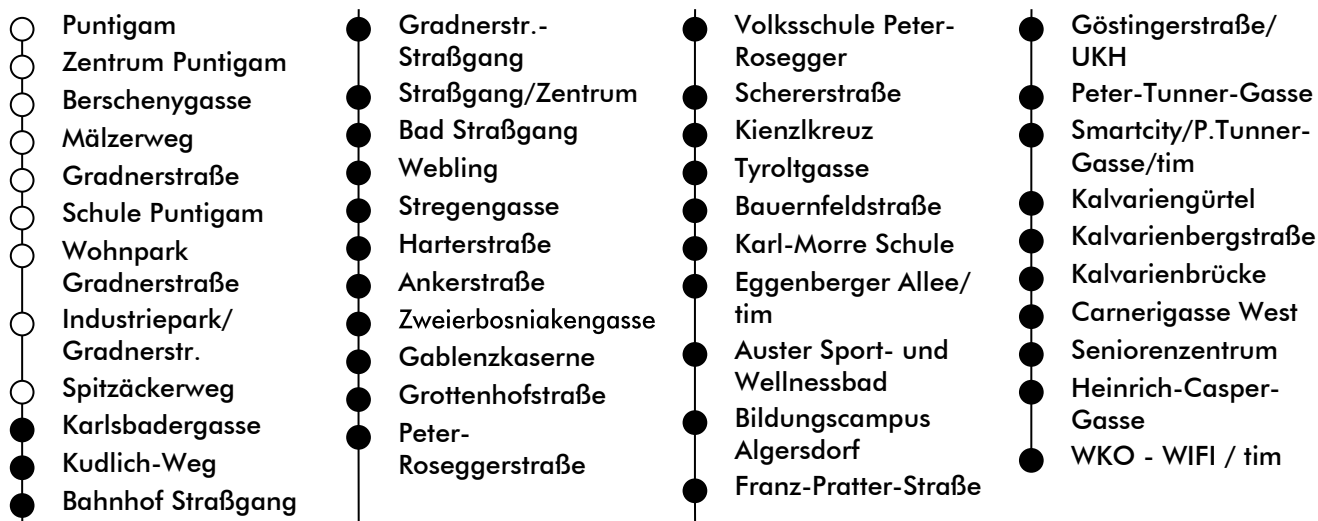 Puntigam
Zentrum Puntigam
Berschenygasse
Mälzerweg
Gradnerstraße
Schule Puntigam
Wohnpark
Gradnerstraße
Industriepark/
Gradnerstr.
Spitzäckerweg
Karlsbadergasse
Kudlich-Weg
Bahnhof Straßgang
Gradnerstr.-
Straßgang
Straßgang/Zentrum
Bad Straßgang
Webling
Stregengasse
Harterstraße
Ankerstraße
Zweierbosniakengasse
Gablenzkaserne
Grottenhofstraße
Peter-
Roseggerstraße
Volksschule Peter-
Rosegger
Schererstraße
Kienzlkreuz
Tyroltgasse
Bauernfeldstraße
Karl-Morre Schule
Eggenberger Allee/
tim
Auster Sport- und
Wellnessbad
Bildungscampus
Algersdorf
Franz-Pratter-Straße
Göstingerstraße/
UKH
Peter-Tunner-Gasse
Smartcity/P.Tunner-
Gasse/tim
Kalvariengürtel
Kalvarienbergstraße
Kalvarienbrücke
Carnerigasse West
Seniorenzentrum
Heinrich-Casper-
Gasse
WKO - WIFI / tim